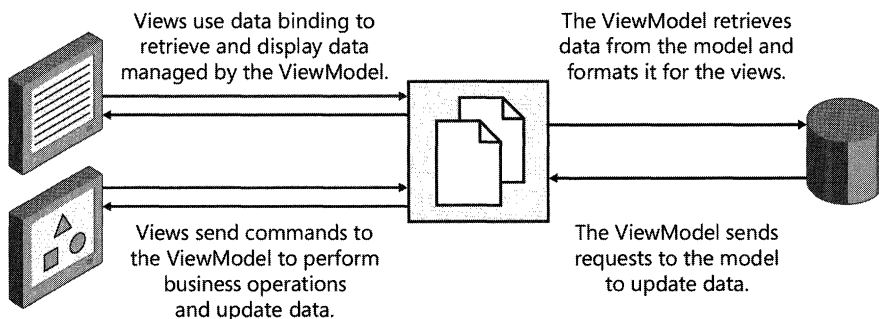 Views use data binding to
retrieve and display data
managed by the ViewModel.
The ViewModel retrieves
data from the model and
formats it for the views.
Views send commands to
the ViewModel to perform
business operations
and update data.
The ViewModel sends
requests to the model
to update data.